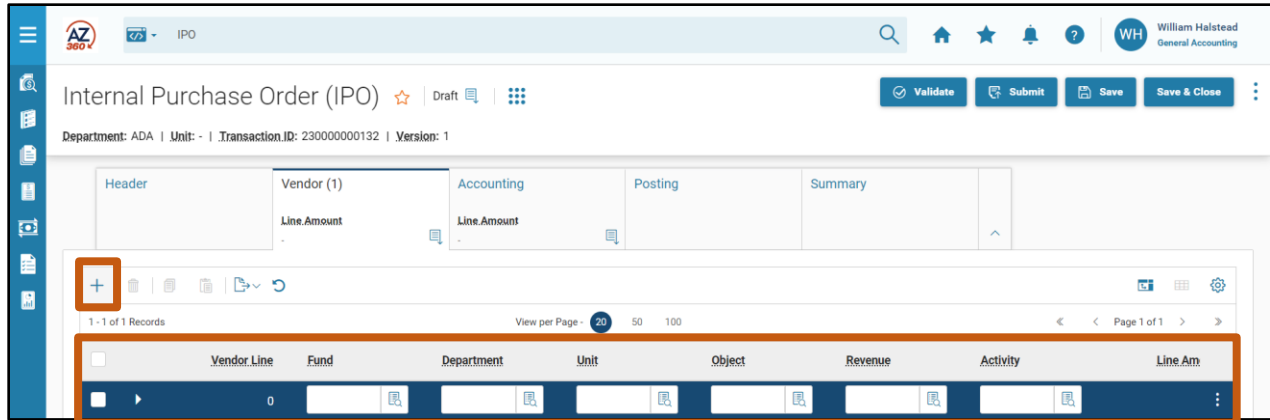 AZ
360
IPO
?
WH
William Halstead
General Accounting
Internal Purchase Order (IPO)
Draft
Validate
Submit
Save
Save & Close
Department: ADA | Unit: - | Transaction ID: 230000000132 | Version: 1
Header
Vendor (1)
Accounting
Posting
Summary
Line Amount
Line Amount
-
-
1 - 1 of 1 Records
View per Page - 20 50 100
Page 1 of 1
Vendor Line Fund Department Unit Object Revenue Activity Line Am
0